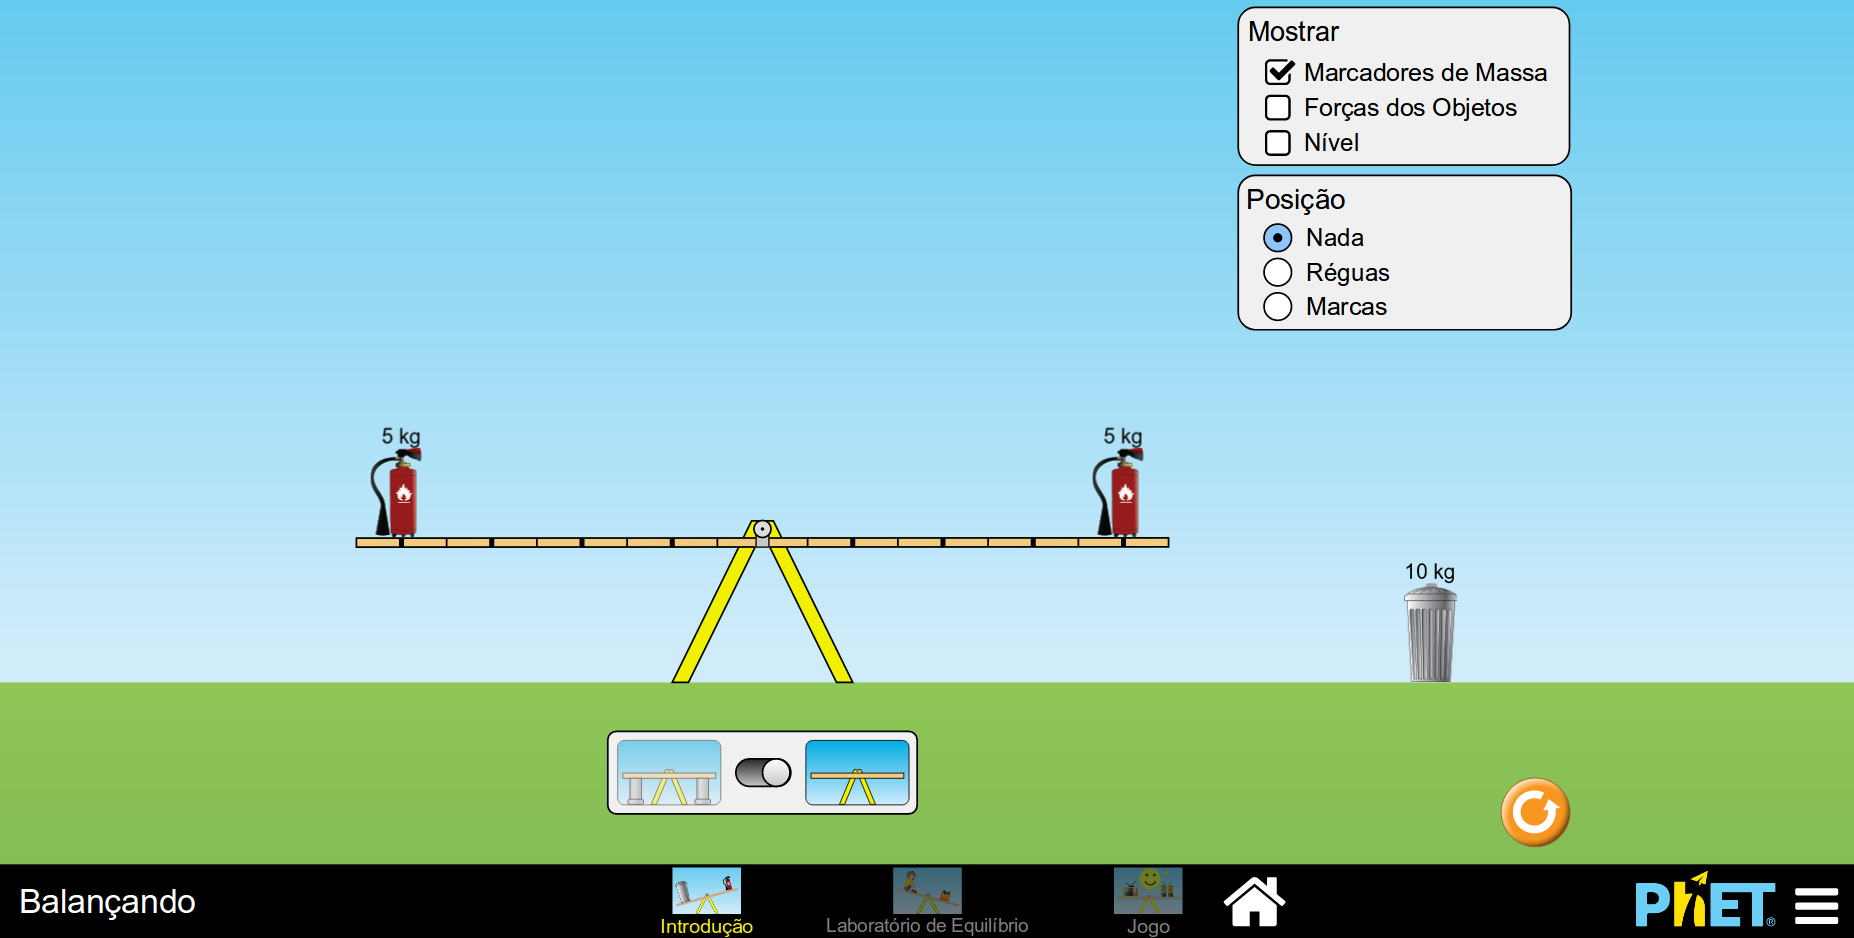 Mostrar
Marcadores de Massa
Forças dos Objetos
Nível
Posição
Nada
Réguas
Marcas
5 kg
5 kg
10 kg
Balançando
Introdução
Laboratório de Equilíbrio
Jogo
PhET®